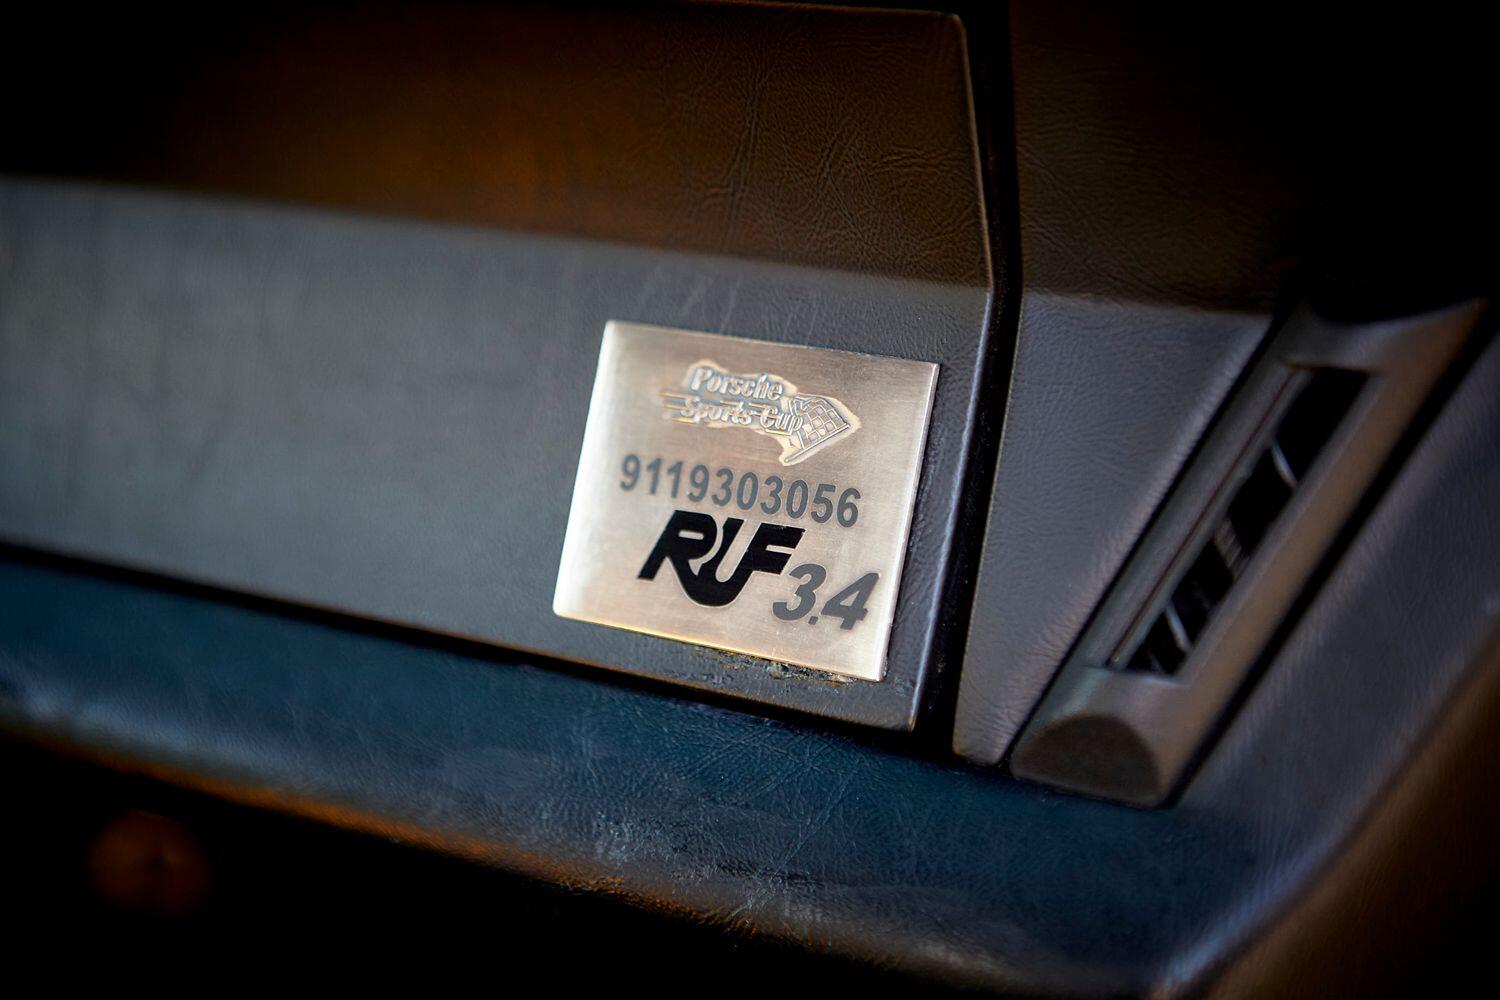 Porsche
Sports Cup
9119303056
RUF 3.4